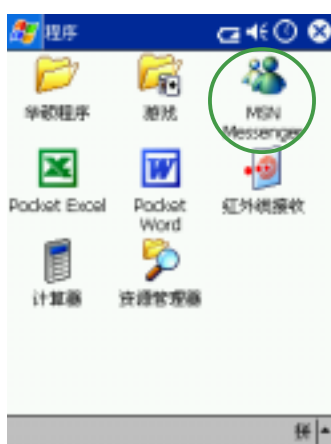 程序
华硕程序
游戏
MSN
Messenger
Pocket Excel
Pocket
Word
红外线接收
计算器
资源管理器
拼